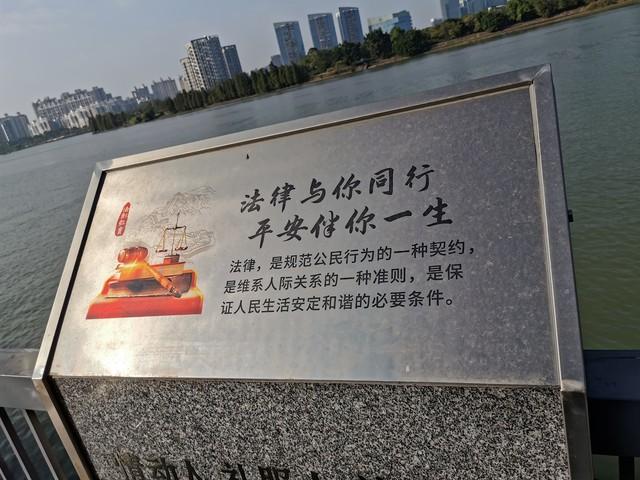 法律与你同行
平安伴你一生
法律，是规范公民行为的一种契约，
是维系人际关系的一种准则，是保
证人民生活安定和谐的必要条件。